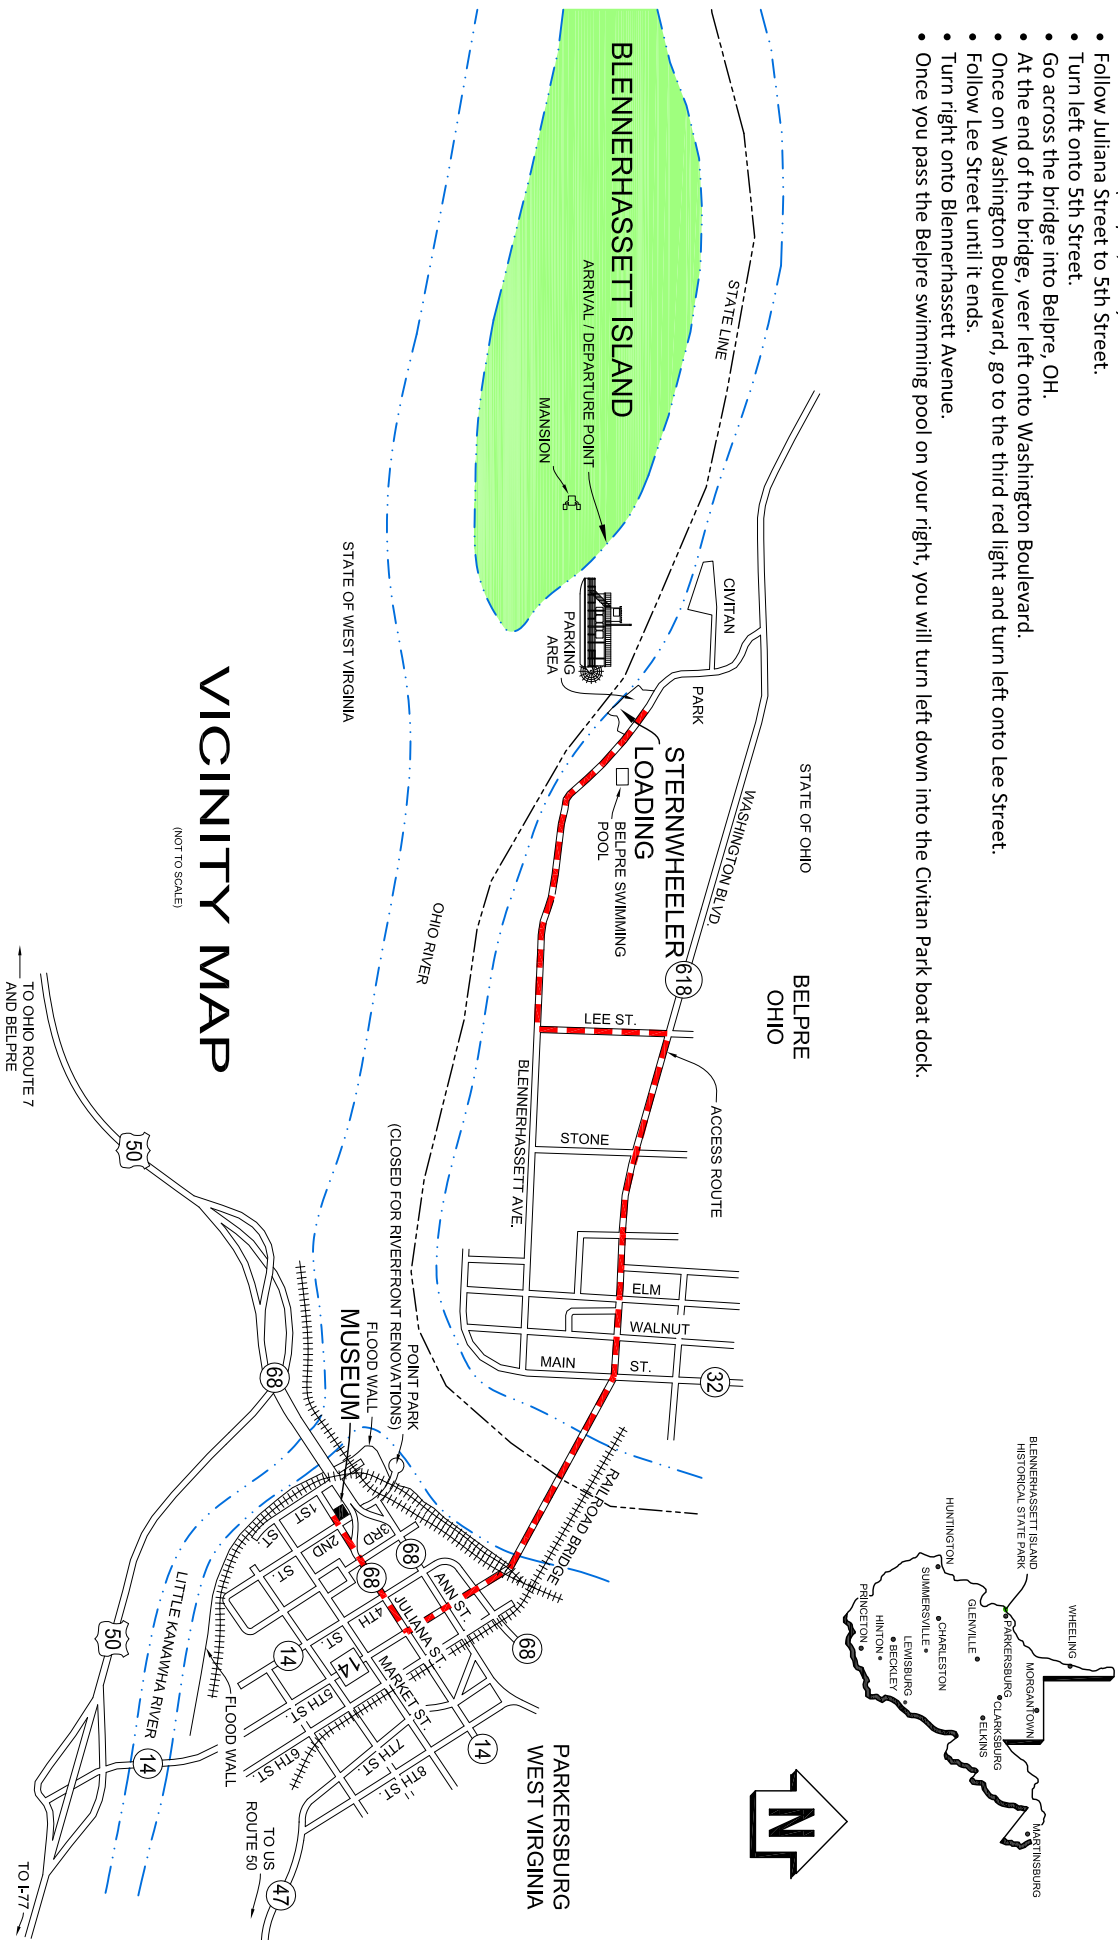 • Follow Juliana Street to 5th Street.
• Turn left onto 5th Street.
• Go across the bridge into Belpre, OH.
• At the end of the bridge, veer left onto Washington Boulevard.
• Once on Washington Boulevard, go to the third red light and turn left onto Lee Street.
• Follow Lee Street until it ends.
• Turn right onto Blennerhassett Avenue.
• Once you pass the Belpre swimming pool on your right, you will turn left down into the Civitan Park boat dock.
BLENNERHASSETT ISLAND
HISTORICAL STATE PARK
WHEELING
PARKERSBURG
MORGANTOWN
CLARKSBURG
ELKINS
MARTINSBURG
GLENVILLE
HUNTINGTON
SUMMERSVILLE
CHARLESTON
LEWISBURG
BECKLEY
HINTON
PRINCETON
N
STATE OF OHIO
BELPRE
OHIO
STATE LINE
CIVITAN
PARK
WASHINGTON BLVD.
618
ACCESS ROUTE
BLENNERHASSETT ISLAND
ARRIVAL / DEPARTURE POINT
MANSION
PARKING
AREA
STERNWHEELER
LOADING
BELPRE SWIMMING
POOL
LEE ST.
STONE
ELM
WALNUT
MAIN
ST.
32
BLENNERHASSETT AVE.
RAILROAD BRIDGE
PARKERSBURG
WEST VIRGINIA
OHIO RIVER
STATE OF WEST VIRGINIA
POINT PARK
(CLOSED FOR RIVERFRONT RENOVATIONS)
FLOOD WALL
MUSEUM
1ST
ST
2ND
ST.
3RD
68
68
68
ANN ST.
JULIANA ST.
4TH
ST.
14
14
14
MARKET ST.
5TH ST.
6TH ST.
7TH ST.
8TH ST.
FLOOD WALL
LITTLE KANAWHA RIVER
14
TO US
ROUTE 50
47
68
50
50
TO I-77
TO OHIO ROUTE 7
AND BELPRE
VICINITY MAP
(NOT TO SCALE)